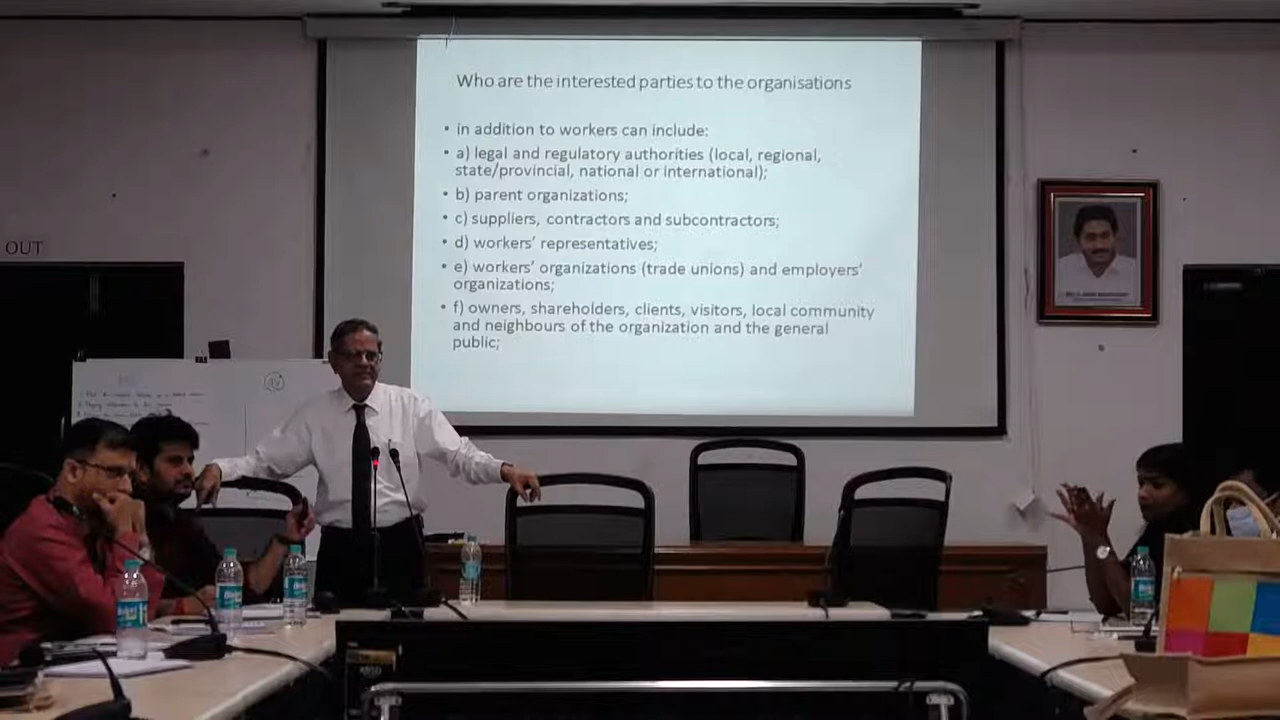 Who are the interested parties to the organisations
• in addition to workers can include:
• a) legal and regulatory authorities (local, regional,
state/provincial, national or international);
• b) parent organizations;
• c) suppliers, contractors and subcontractors;
• d) workers' representatives;
• e) workers' organizations (trade unions) and employers'
organizations;
• f) owners, shareholders, clients, visitors, local community
and neighbours of the organization and the general
public;
OUT